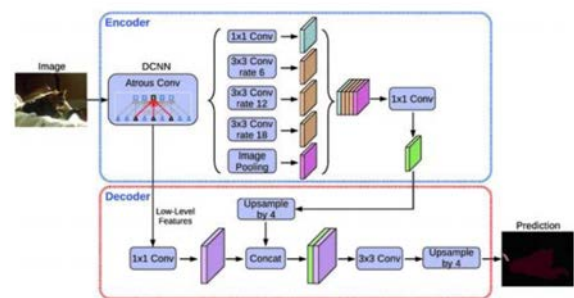 Encoder
Image
DCNN
Atrous Conv
1x1 Conv
3x3 Conv
rate 6
3x3 Conv
rate 12
3x3 Conv
rate 18
Image
Pooling
1x1 Conv
Decoder
Low-Level
Features
Upsample
by 4
1x1 Conv
Concat
3x3 Conv
Upsample
by 4
Prediction